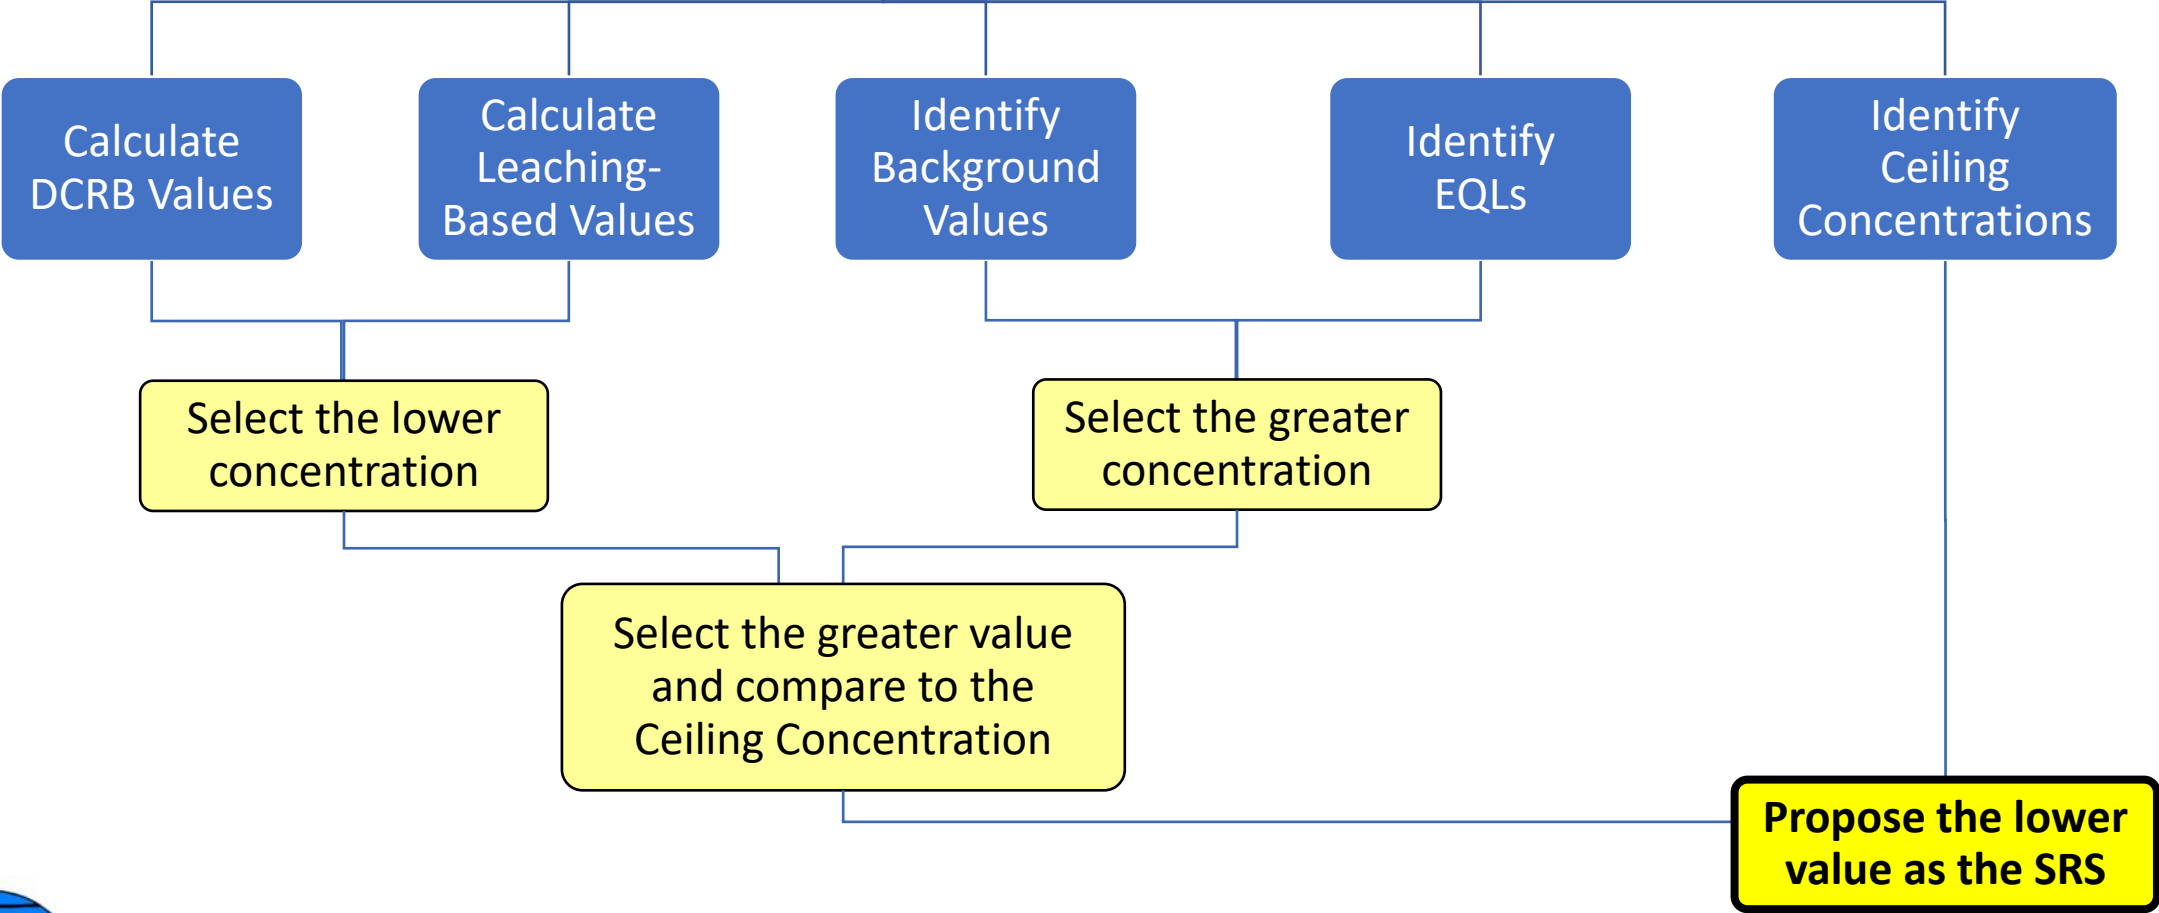 Calculate
DCRB Values
Calculate
Leaching-
Based Values
Identify
Background
Values
Identify
EQLs
Identify
Ceiling
Concentrations
Select the lower
concentration
Select the greater
concentration
Select the greater value
and compare to the
Ceiling Concentration
Propose the lower
value as the SRS